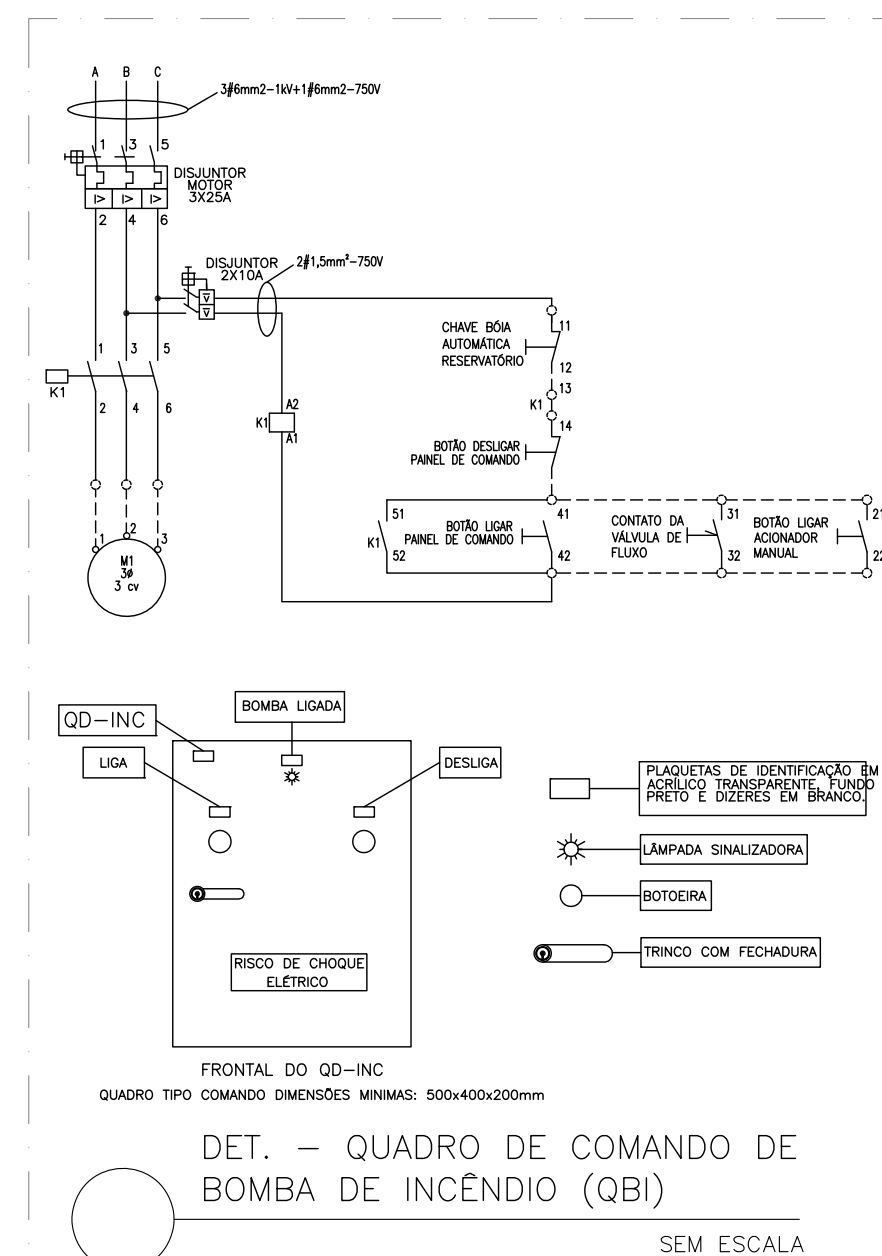 A B C
3#6mm2-1kV+1#6mm2-750V
1 3 5
DISJUNTOR
MOTOR
3X25A
I> I> I>
2 4 6
DISJUNTOR
2X10A
2#1,5mm²-750V
CHAVE BÓIA
AUTOMÁTICA
RESERVATÓRIO
11
12
13
K1
14
1 3 5
K1
2 4 6
A2
K1
A1
BOTÃO DESLIGAR
PAINEL DE COMANDO
51
K1
52
BOTÃO LIGAR
PAINEL DE COMANDO
41
42
CONTATO DA
VÁLVULA DE
FLUXO
31
32
BOTÃO LIGAR
ACIONADOR
MANUAL
21
22
1 2 3
M1
3ø
3 cv
QD-INC
BOMBA LIGADA
LIGA
DESLIGA
RISCO DE CHOQUE
ELÉTRICO
PLAQUETAS DE IDENTIFICAÇÃO EM
ACRÍLICO TRANSPARENTE, FUNDO
PRETO E DIZERES EM BRANCO.
LÂMPADA SINALIZADORA
BOTOEIRA
TRINCO COM FECHADURA
FRONTAL DO QD-INC
QUADRO TIPO COMANDO DIMENSÕES MINIMAS: 500x400x200mm
DET. - QUADRO DE COMANDO DE
BOMBA DE INCÊNDIO (QBI)
SEM ESCALA